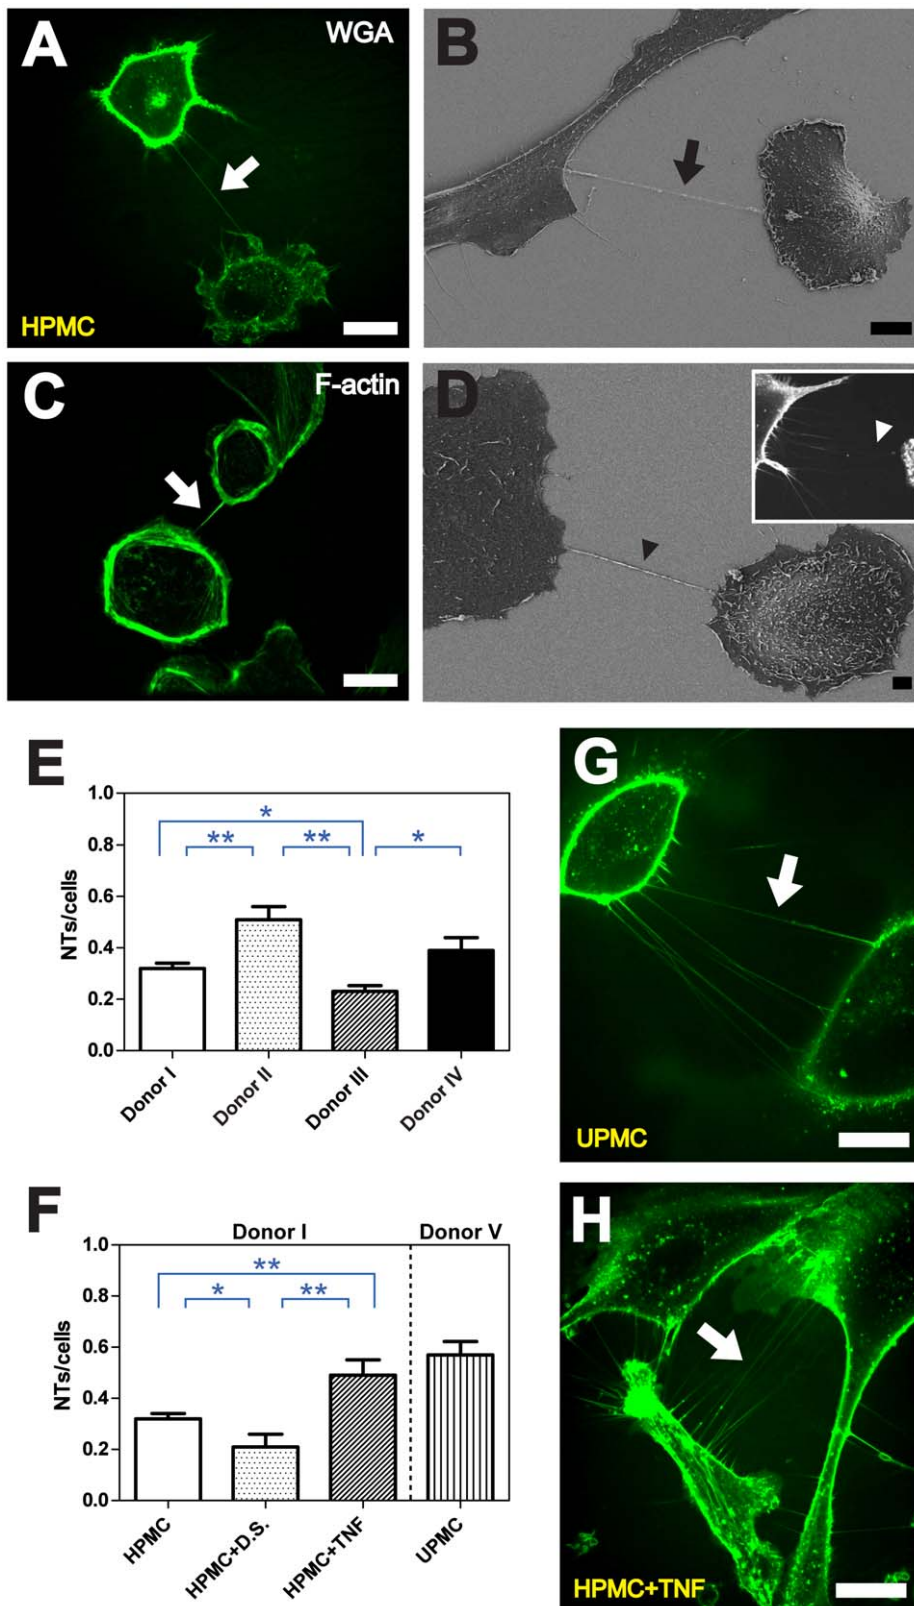 A
WGA
HPMC
B
C
F-actin
D
E
NTs/cells
1.0
0.8
0.6
0.4
0.2
0.0
*
** ** *
Donor I
Donor II
Donor III
Donor IV
F
Donor I Donor V
NTs/cells
1.0
0.8
0.6
0.4
0.2
0.0
**
* **
HPMC
HPMC+D.S.
HPMC+TNF
UPMC
G
UPMC
H
HPMC+TNF